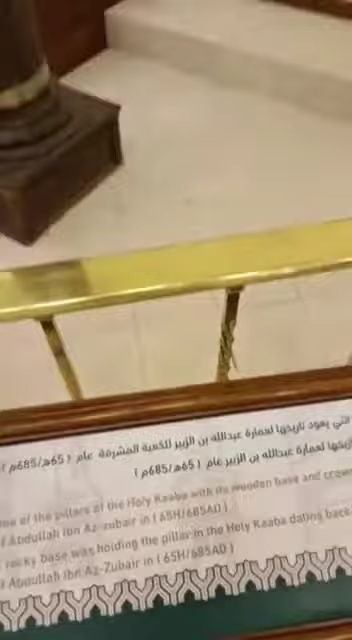 التي يعود تاريخها لعمارة عبدالله بن الزبير للكعبة المشرفة عام ( 65هـ/685م )
تاريخها لعمارة عبدالله بن الزبير عام ( 65هـ/685م )
of the pillars of the Holy Kaaba with its wooden base and crown
Abdullah Ibn Az-zubair in ( 65H/685AD )
rocky base was holding the pillar in the Holy Kaaba dating back
Abdullah Ibn Az-Zubair in ( 65H/685AD )